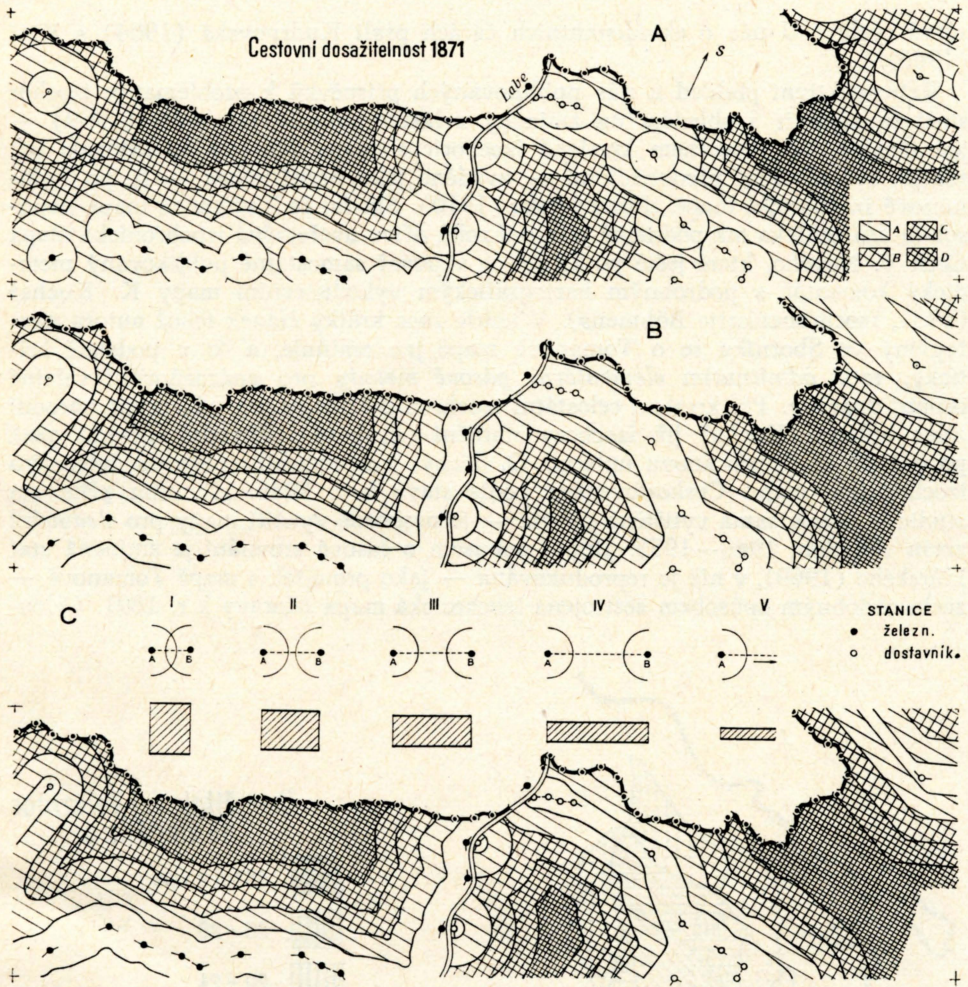 Cestovní dosažitelnost 1871
A
S
Labe
A C
B D
B
C
I II III IV V
A B A B A B A B A
STANICE
železn.
dostavník.